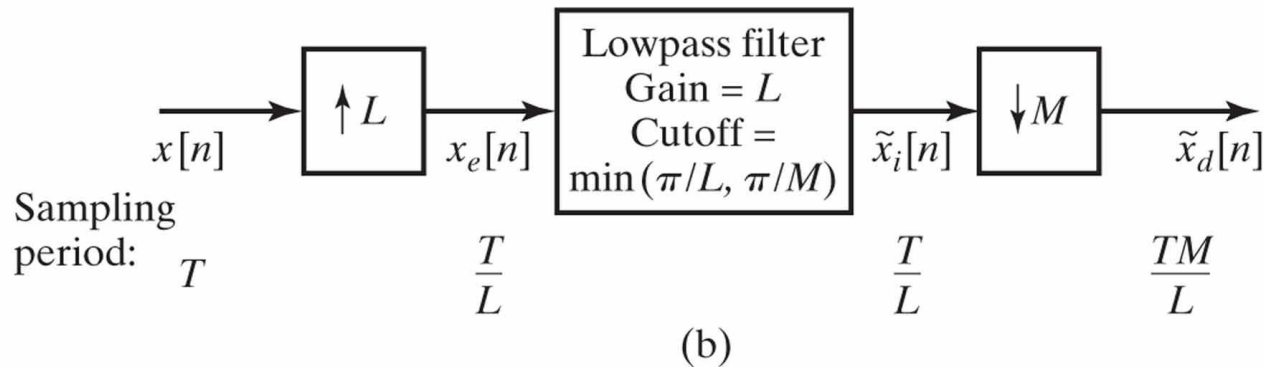 Lowpass filter
Gain = L
Cutoff =
min (π/L, π/M)
↑ L
↓ M
x[n]
xₑ[n]
x̃ᵢ[n]
x̃_d[n]
Sampling
period:
T
T/L
T/L
TM/L
(b)